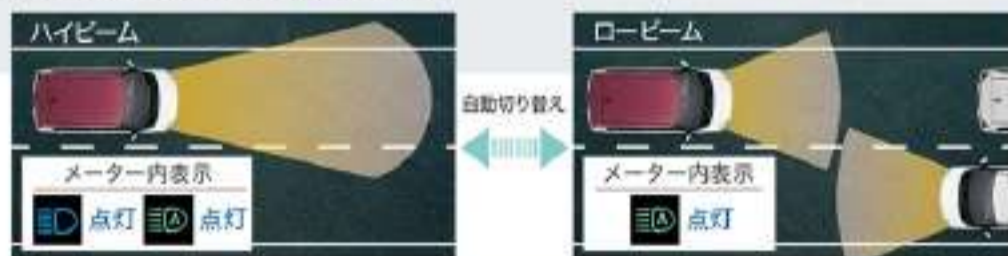 ハイビーム
メーター内表示
点灯 点灯
自動切り替え
ロービーム
メーター内表示
点灯